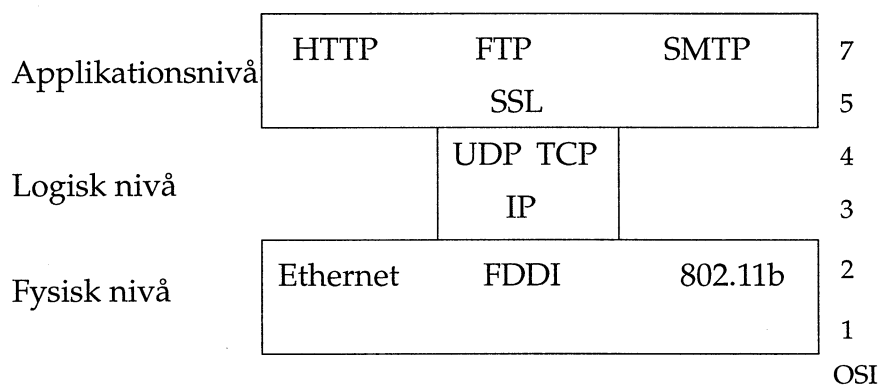 HTTP FTP SMTP 7
Applikationsnivå
SSL 5
UDP TCP 4
Logisk nivå
IP 3
Ethernet FDDI 802.11b 2
Fysisk nivå
1
OSI